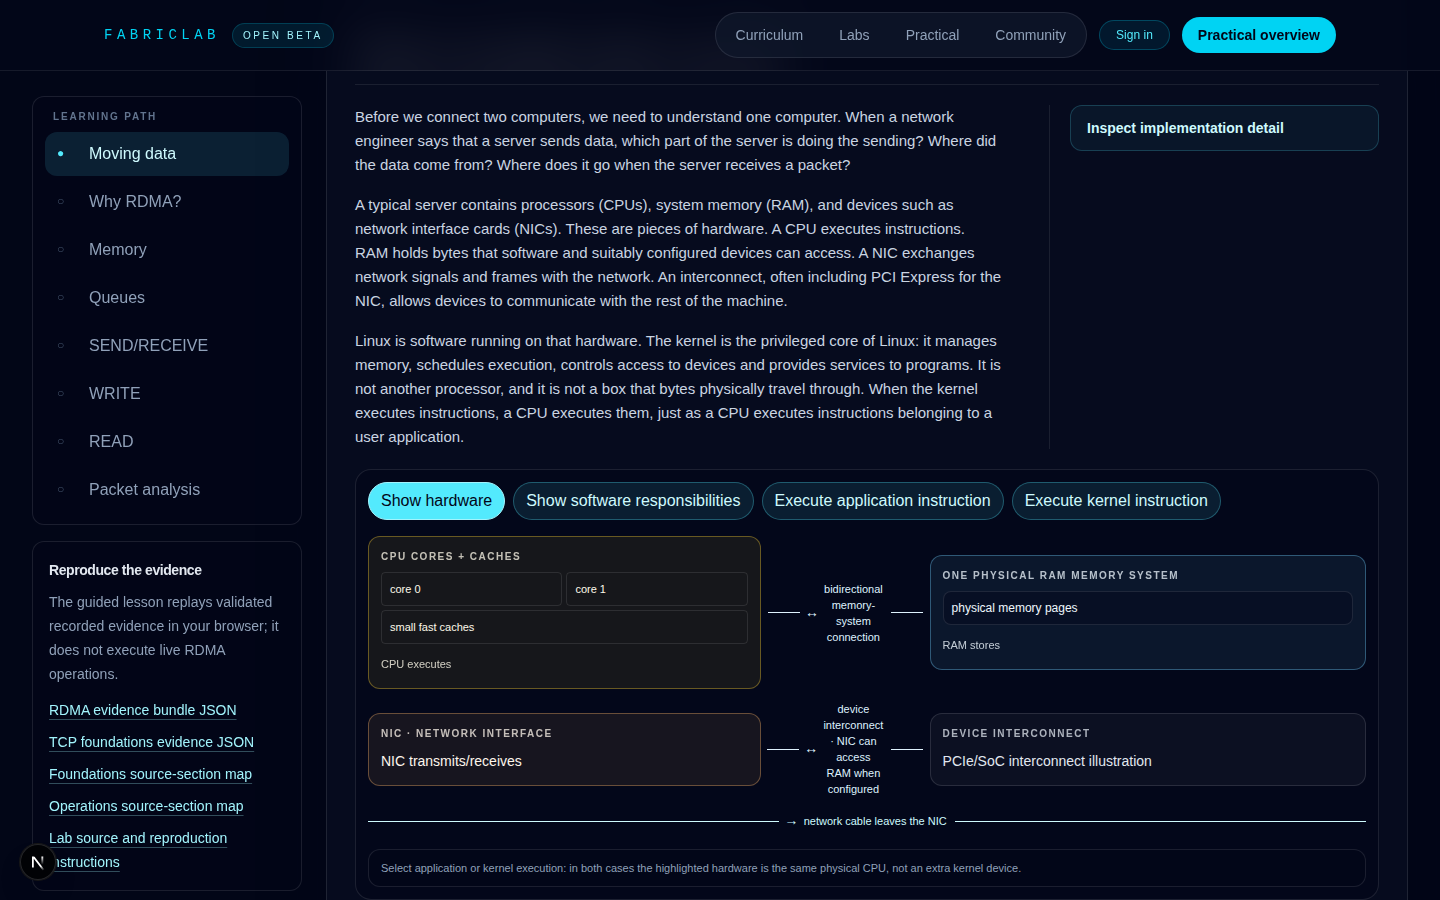 FABRICLAB
OPEN BETA
Curriculum
Labs
Practical
Community
Sign in
Practical overview
LEARNING PATH
Moving data
Why RDMA?
Memory
Queues
SEND/RECEIVE
WRITE
READ
Packet analysis
Reproduce the evidence
The guided lesson replays validated
recorded evidence in your browser; it
does not execute live RDMA
operations.
RDMA evidence bundle JSON
TCP foundations evidence JSON
Foundations source-section map
Operations source-section map
Lab source and reproduction
instructions
N
Before we connect two computers, we need to understand one computer. When a network
engineer says that a server sends data, which part of the server is doing the sending? Where did
the data come from? Where does it go when the server receives a packet?
A typical server contains processors (CPUs), system memory (RAM), and devices such as
network interface cards (NICs). These are pieces of hardware. A CPU executes instructions.
RAM holds bytes that software and suitably configured devices can access. A NIC exchanges
network signals and frames with the network. An interconnect, often including PCI Express for the
NIC, allows devices to communicate with the rest of the machine.
Linux is software running on that hardware. The kernel is the privileged core of Linux: it manages
memory, schedules execution, controls access to devices and provides services to programs. It is
not another processor, and it is not a box that bytes physically travel through. When the kernel
executes instructions, a CPU executes them, just as a CPU executes instructions belonging to a
user application.
Inspect implementation detail
Show hardware
Show software responsibilities
Execute application instruction
Execute kernel instruction
CPU CORES + CACHES
core 0
core 1
small fast caches
CPU executes
↔
bidirectional
memory-
system
connection
ONE PHYSICAL RAM MEMORY SYSTEM
physical memory pages
RAM stores
NIC · NETWORK INTERFACE
NIC transmits/receives
↔
device
interconnect
· NIC can
access
RAM when
configured
DEVICE INTERCONNECT
PCIe/SoC interconnect illustration
→ network cable leaves the NIC
Select application or kernel execution: in both cases the highlighted hardware is the same physical CPU, not an extra kernel device.